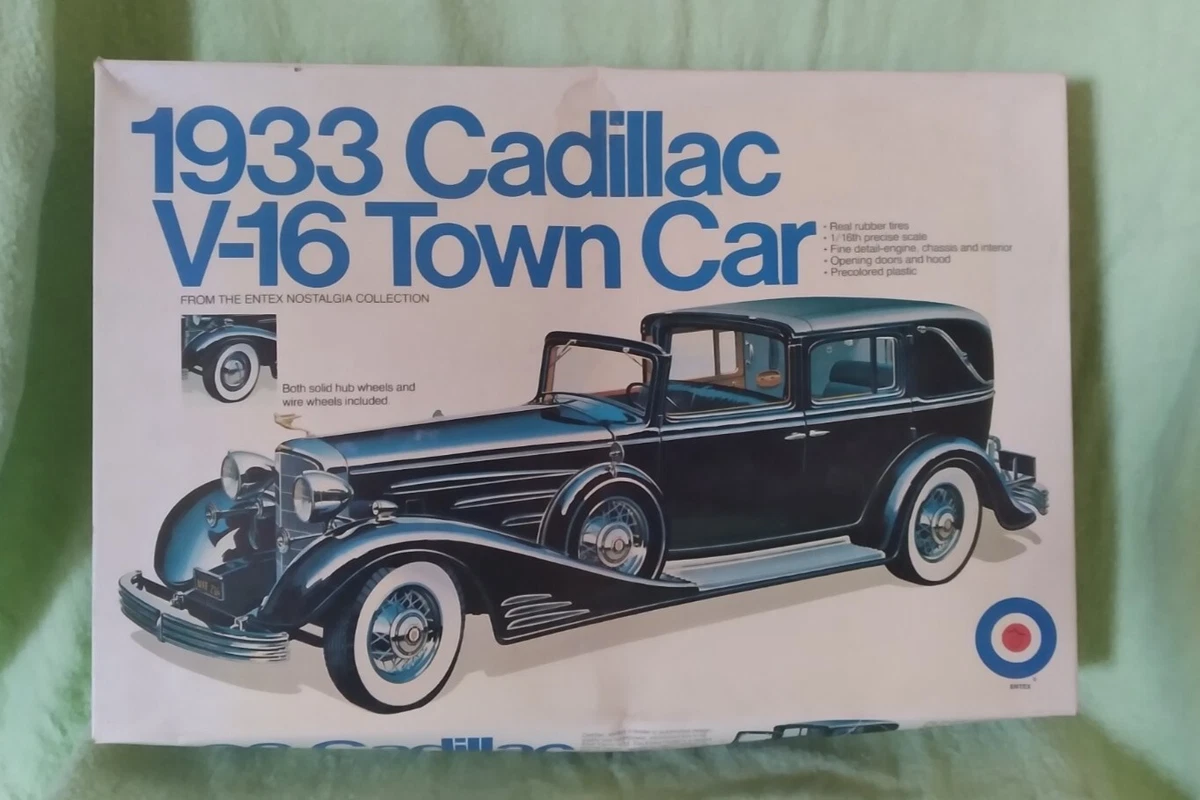 1933 Cadillac
V-16 Town Car
• Real rubber tires
• 1/16th precise scale
• Fine detail-engine, chassis and interior
• Opening doors and hood
• Precolored plastic
FROM THE ENTEX NOSTALGIA COLLECTION
Both solid hub wheels and
wire wheels included.
ENTEX
Cadillac